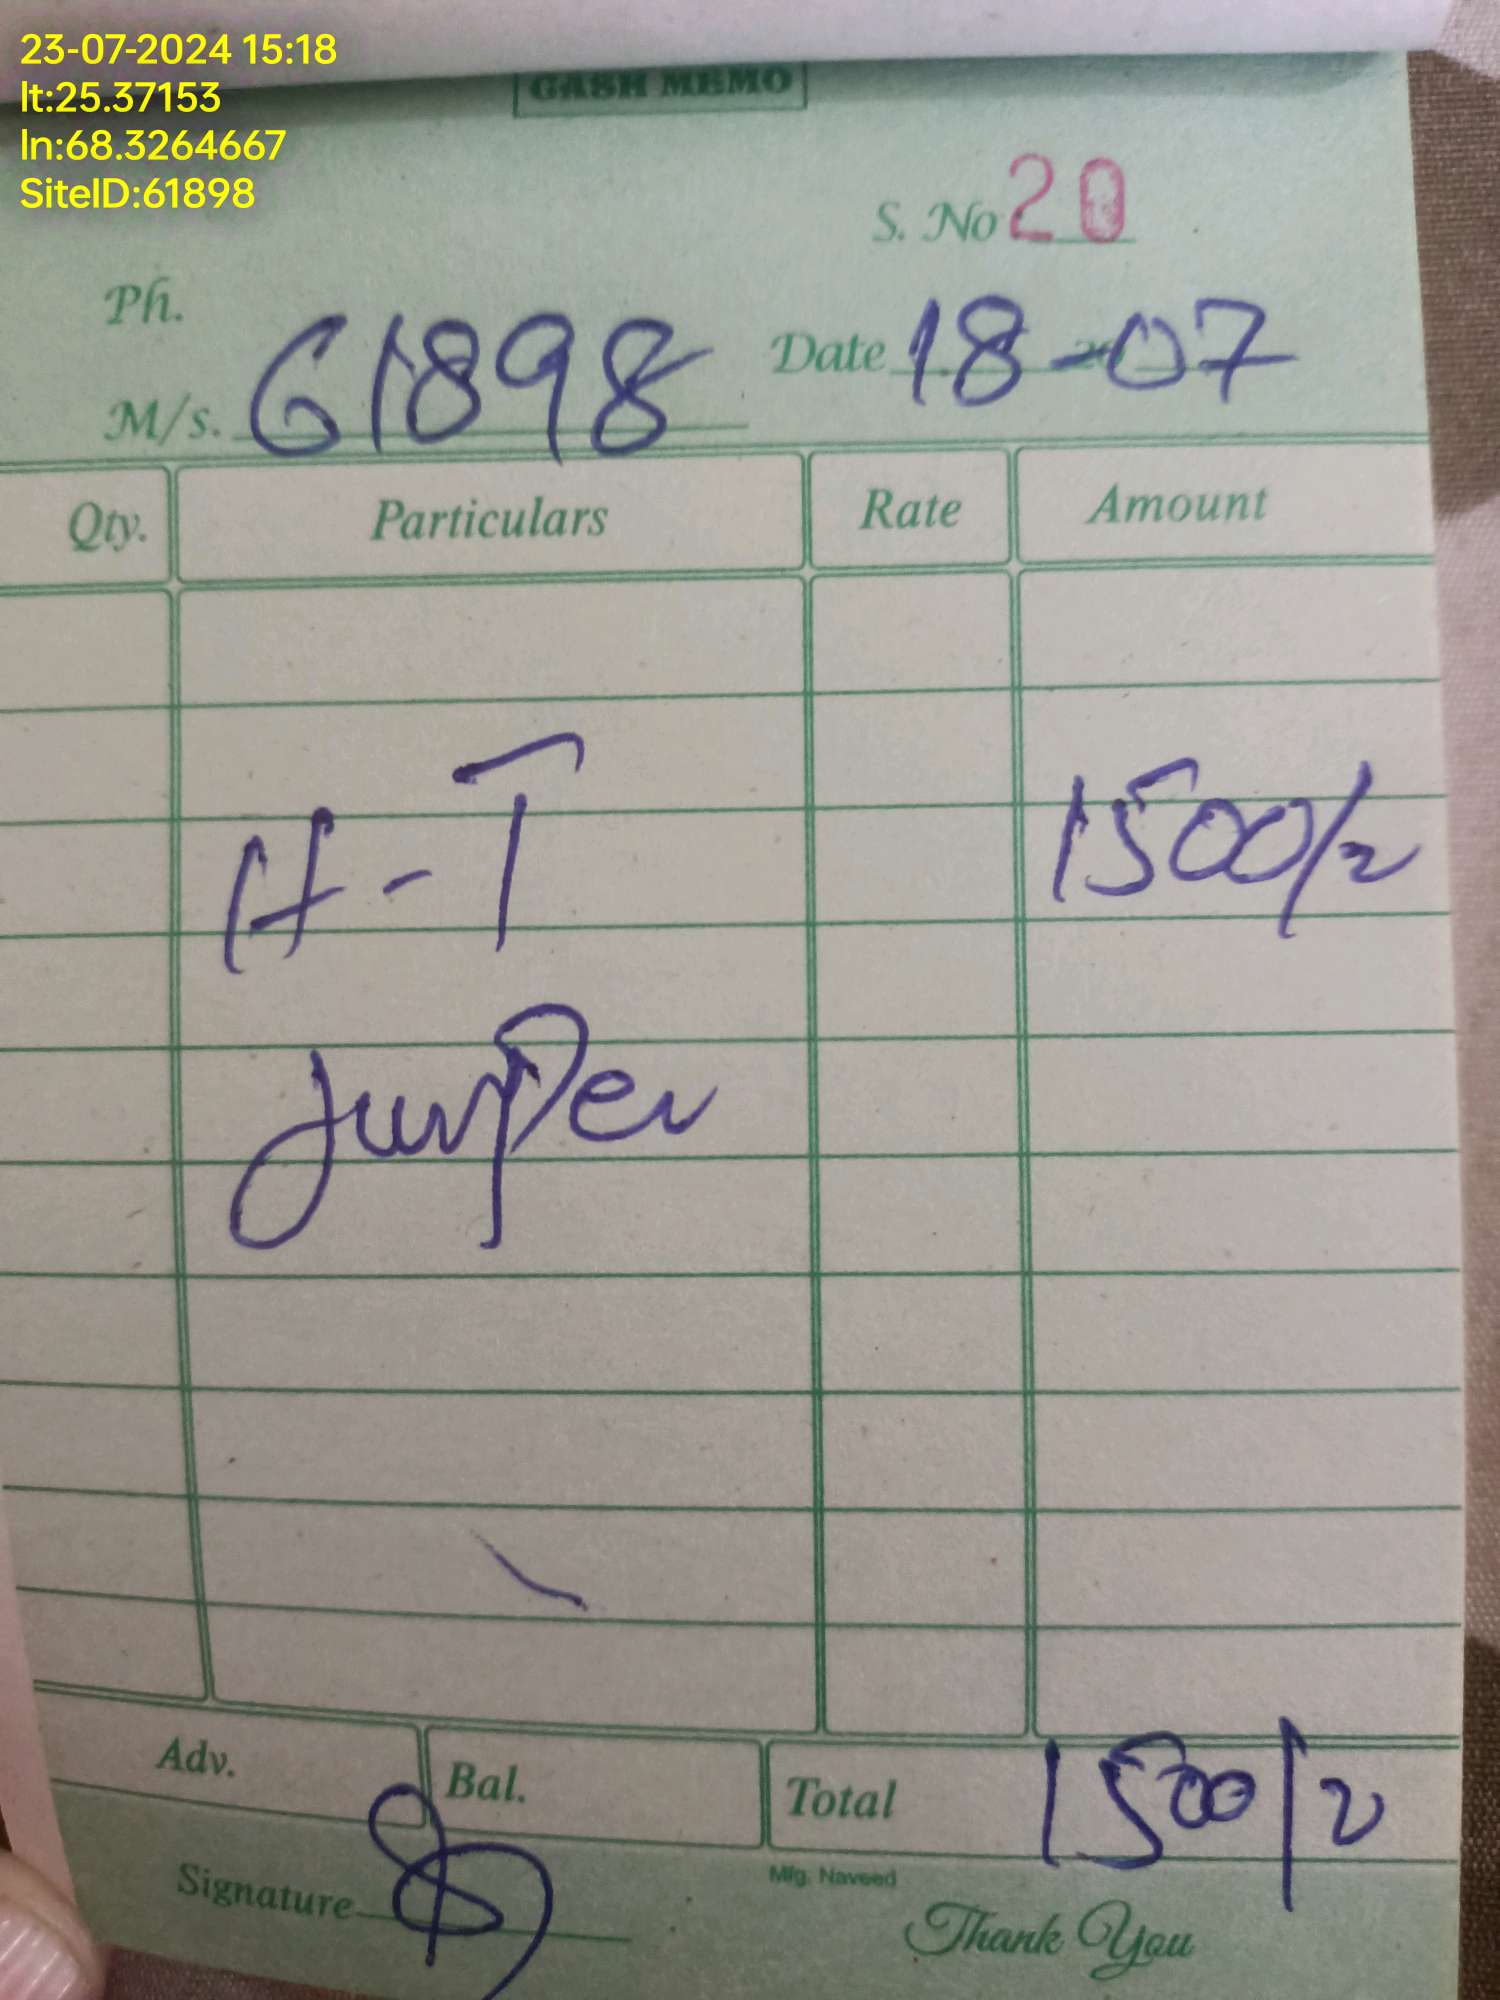 23-07-2024 15:18
lt:25.37153
ln:68.3264667
SiteID:61898
CASH MEMO
S. No 20
Ph.
Date 18-07
M/s. 61898
Qty. Particulars Rate Amount
H-T 1500/
Jumper
Adv. Bal. Total 1500/
Signature
Mfg. Naveed
Thank You